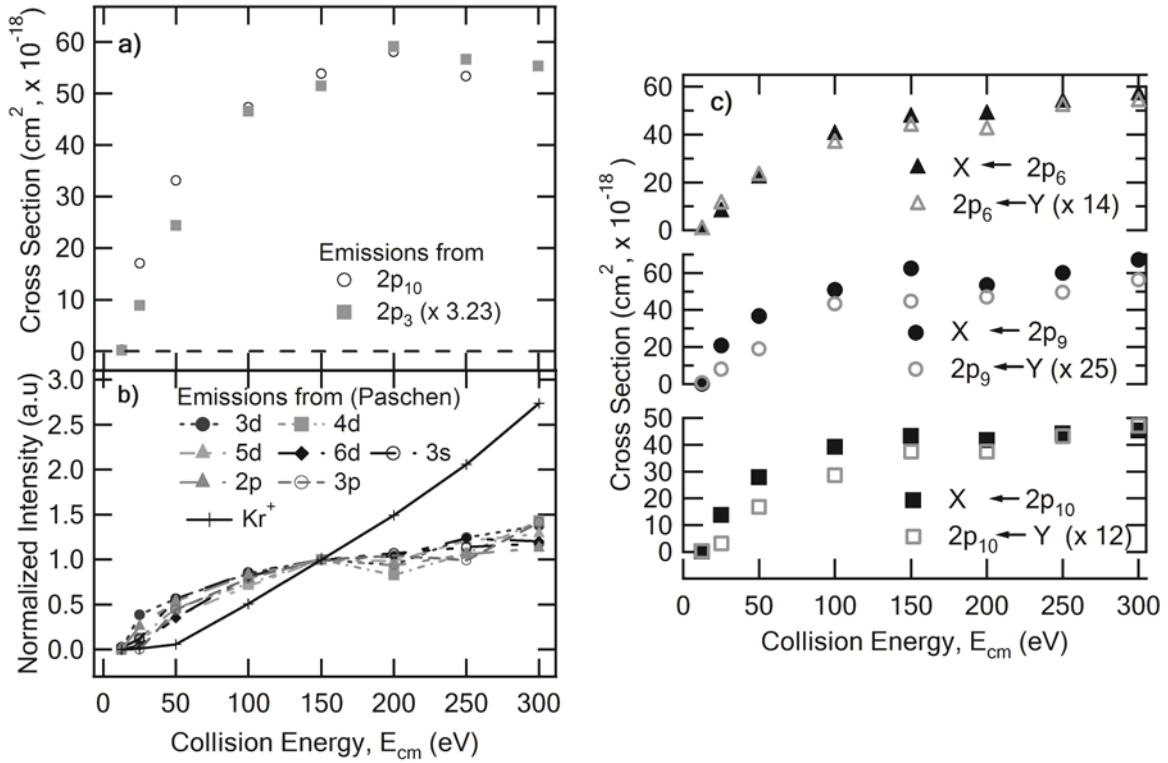 a)
Cross Section (cm², x 10⁻¹⁸)
60
50
40
30
20
10
0
Emissions from
2p₁₀
2p₃ (x 3.23)
b)
Normalized Intensity (a.u)
3.0
2.5
2.0
1.5
1.0
0.5
0.0
Emissions from (Paschen)
3d 4d
5d 6d 3s
2p 3p
Kr⁺
0 50 100 150 200 250 300
Collision Energy, E_cm (eV)
c)
Cross Section (cm², x 10⁻¹⁸)
60
40
20
0
X ← 2p₆
2p₆ ← Y (x 14)
60
40
20
0
X ← 2p₉
2p₉ ← Y (x 25)
50
40
30
20
10
0
X ← 2p₁₀
2p₁₀ ← Y (x 12)
0 50 100 150 200 250 300
Collision Energy, E_cm (eV)